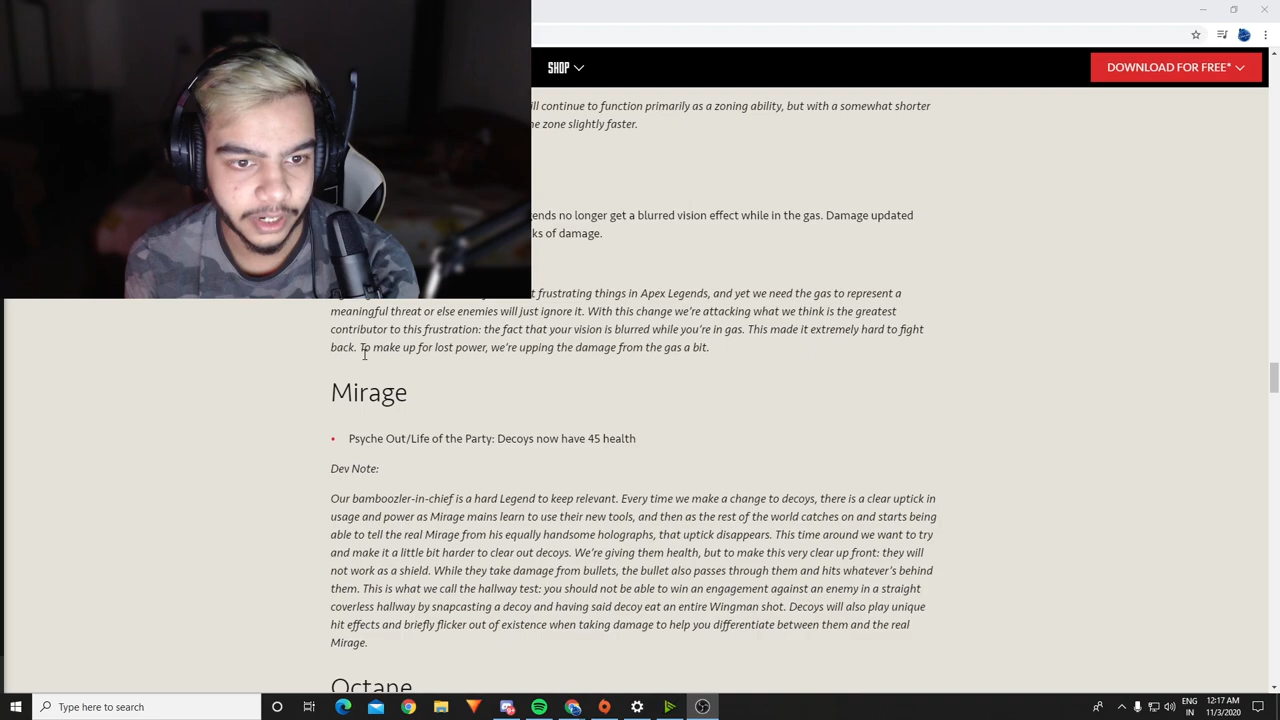 SHOP
DOWNLOAD FOR FREE*
ill continue to function primarily as a zoning ability, but with a somewhat shorter
ne zone slightly faster.
ends no longer get a blurred vision effect while in the gas. Damage updated
ks of damage.
frustrating things in Apex Legends, and yet we need the gas to represent a
meaningful threat or else enemies will just ignore it. With this change we're attacking what we think is the greatest
contributor to this frustration: the fact that your vision is blurred while you're in gas. This made it extremely hard to fight
back. To make up for lost power, we're upping the damage from the gas a bit.
Mirage
• Psyche Out/Life of the Party: Decoys now have 45 health
Dev Note:
Our bamboozler-in-chief is a hard Legend to keep relevant. Every time we make a change to decoys, there is a clear uptick in
usage and power as Mirage mains learn to use their new tools, and then as the rest of the world catches on and starts being
able to tell the real Mirage from his equally handsome holographs, that uptick disappears. This time around we want to try
and make it a little bit harder to clear out decoys. We're giving them health, but to make this very clear up front: they will
not work as a shield. While they take damage from bullets, the bullet also passes through them and hits whatever's behind
them. This is what we call the hallway test: you should not be able to win an engagement against an enemy in a straight
coverless hallway by snapcasting a decoy and having said decoy eat an entire Wingman shot. Decoys will also play unique
hit effects and briefly flicker out of existence when taking damage to help you differentiate between them and the real
Mirage.
Octane
Type here to search
ENG
IN
12:17 AM
11/3/2020